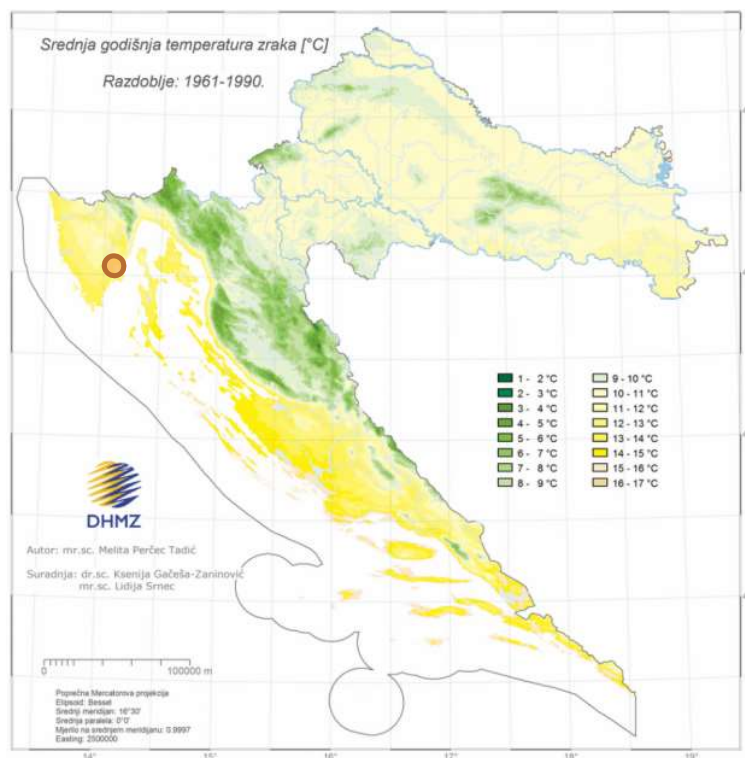 Srednja godišnja temperatura zraka [°C]
Razdoblje: 1961-1990.
1 - 2 °C
2 - 3 °C
3 - 4 °C
4 - 5 °C
5 - 6 °C
6 - 7 °C
7 - 8 °C
8 - 9 °C
9 - 10 °C
10 - 11 °C
11 - 12 °C
12 - 13 °C
13 - 14 °C
14 - 15 °C
15 - 16 °C
16 - 17 °C
DHMZ
Autor: mr.sc. Melita Perčec Tadić
Suradnja: dr.sc. Ksenija Gačeša-Zaninović
mr.sc. Lidija Srnec
0 100000 m
Poprečna Mercatorova projekcija
Elipsoid: Bessel
Srednji meridijan: 16°30'
Srednja paralela: 0°0'
Mjerilo na srednjem meridijanu: 0.9997
Easting: 2500000
14° 15° 16° 17° 18° 19°